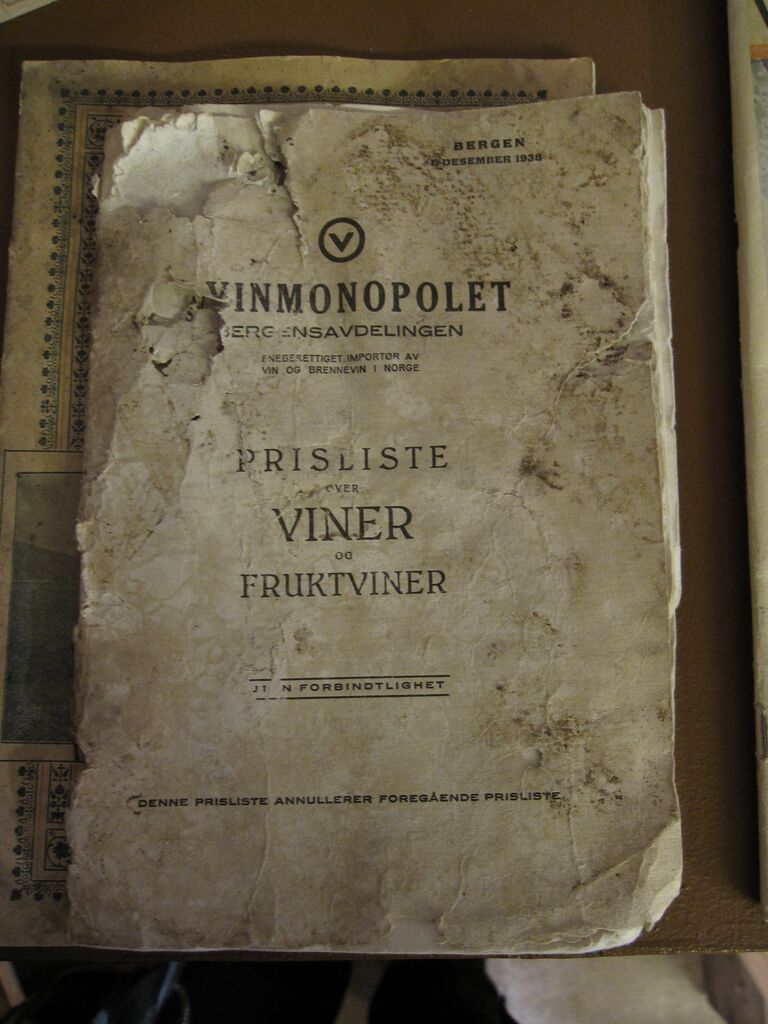 BERGEN
DESEMBER 1938
V
VINMONOPOLET
BERGENSAVDELINGEN
ENEBERETTIGET IMPORTØR AV
VIN OG BRENNEVIN I NORGE
PRISLISTE
OVER
VINER
OG
FRUKTVINER
N FORBINDTLIGHET
DENNE PRISLISTE ANNULLERER FOREGÅENDE PRISLISTE.